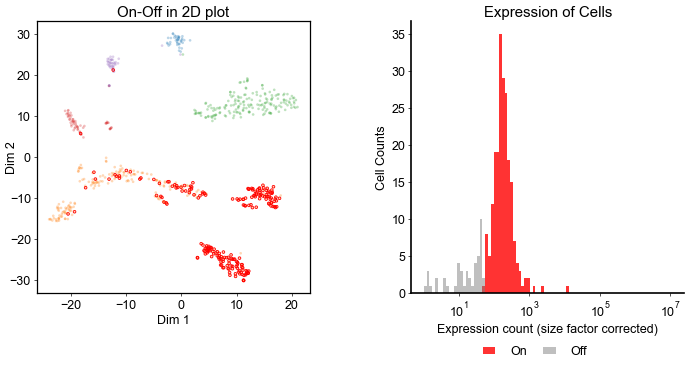 On-Off in 2D plot
Dim 2
30
20
10
0
−10
−20
−30
−20 −10 0 10 20
Dim 1
Expression of Cells
Cell Counts
35
30
25
20
15
10
5
0
10^1 10^3 10^5 10^7
Expression count (size factor corrected)
On Off